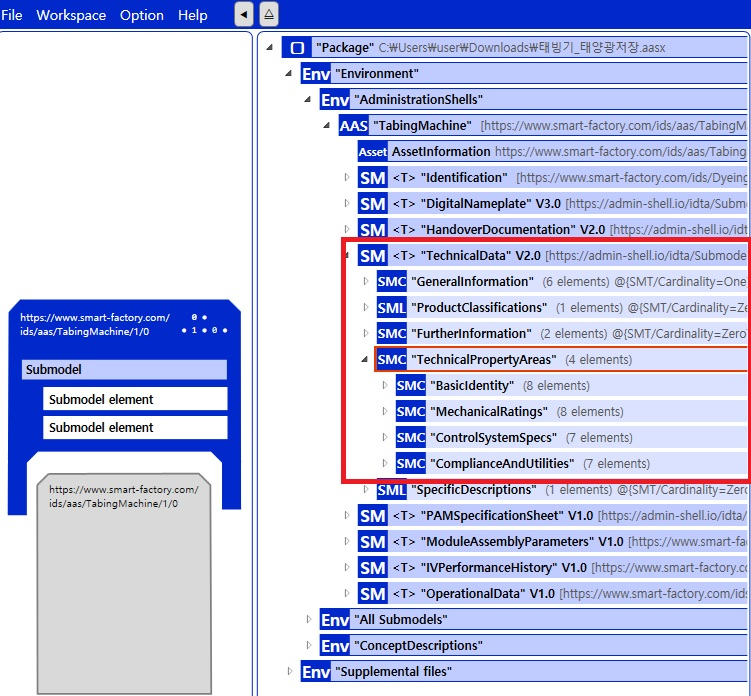 File Workspace Option Help
"Package" C:₩Users₩user₩Downloads₩태빙기_태양광저장.aasx
Env "Environment"
Env "AdministrationShells"
AAS "TabingMachine" [https://www.smart-factory.com/ids/aas/TabingM
Asset AssetInformation https://www.smart-factory.com/ids/aas/Tabing
SM <T> "Identification" [https://www.smart-factory.com/ids/Dyeing
SM <T> "DigitalNameplate" V3.0 [https://admin-shell.io/idta/Subm
SM <T> "HandoverDocumentation" V2.0 [https://admin-shell.io/idt
SM <T> "TechnicalData" V2.0 [https://admin-shell.io/idta/Submode
SMC "GeneralInformation" (6 elements) @{SMT/Cardinality=One
SML "ProductClassifications" (1 elements) @{SMT/Cardinality=Ze
SMC "FurtherInformation" (2 elements) @{SMT/Cardinality=Zero
SMC "TechnicalPropertyAreas" (4 elements)
SMC "BasicIdentity" (8 elements)
SMC "MechanicalRatings" (8 elements)
SMC "ControlSystemSpecs" (7 elements)
SMC "ComplianceAndUtilities" (7 elements)
SML "SpecificDescriptions" (1 elements) @{SMT/Cardinality=Zero
SM <T> "PAMSpecificationSheet" V1.0 [https://admin-shell.io/idta/
SM <T> "ModuleAssemblyParameters" V1.0 [https://www.smart-fa
SM <T> "IVPerformanceHistory" V1.0 [https://www.smart-factory.co
SM <T> "OperationalData" V1.0 [https://www.smart-factory.com/ids
Env "All Submodels"
Env "ConceptDescriptions"
Env "Supplemental files"
https://www.smart-factory.com/
ids/aas/TabingMachine/1/0
0 •
• 1 • 0 •
Submodel
Submodel element
Submodel element
https://www.smart-factory.com/
ids/aas/TabingMachine/1/0